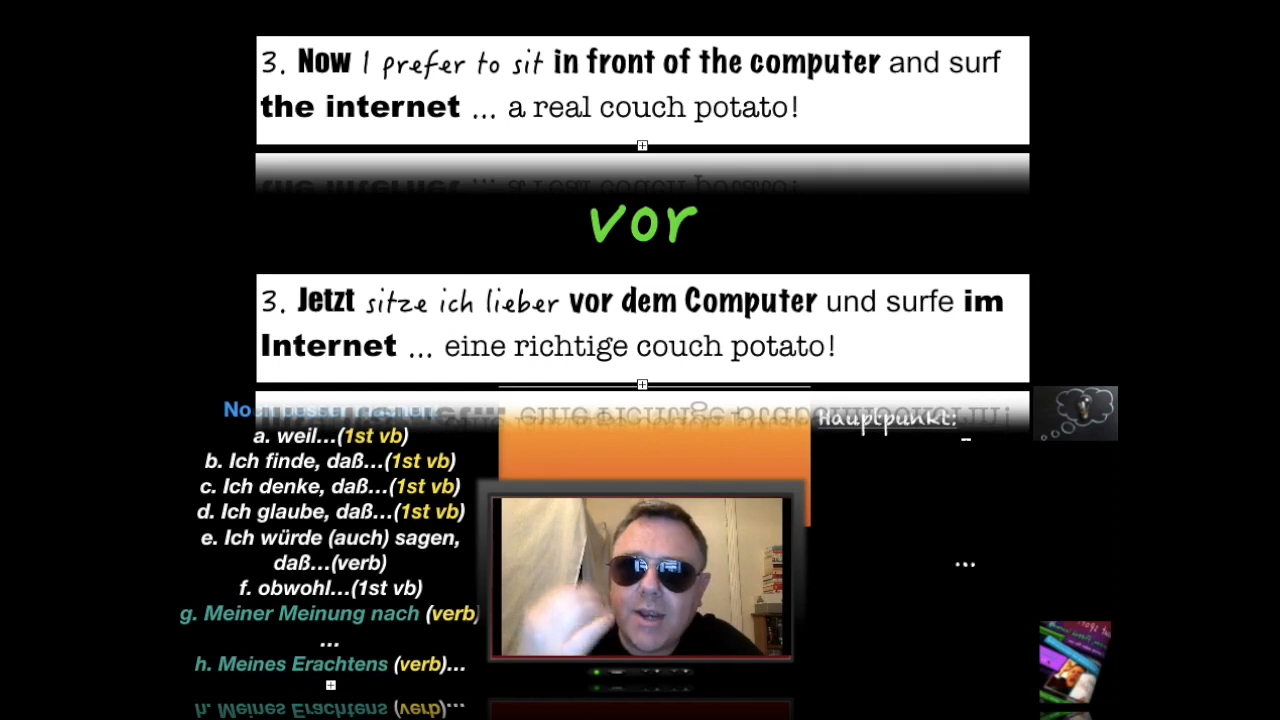 3. Now I prefer to sit in front of the computer and surf
the internet ... a real couch potato!
vor
3. Jetzt sitze ich lieber vor dem Computer und surfe im
Internet ... eine richtige couch potato!
a. weil...(1st vb)
b. Ich finde, daß...(1st vb)
c. Ich denke, daß...(1st vb)
d. Ich glaube, daß...(1st vb)
e. Ich würde (auch) sagen,
daß...(verb)
f. obwohl...(1st vb)
g. Meiner Meinung nach (verb)
...
h. Meines Erachtens (verb)...
Hauptpunkt:
...